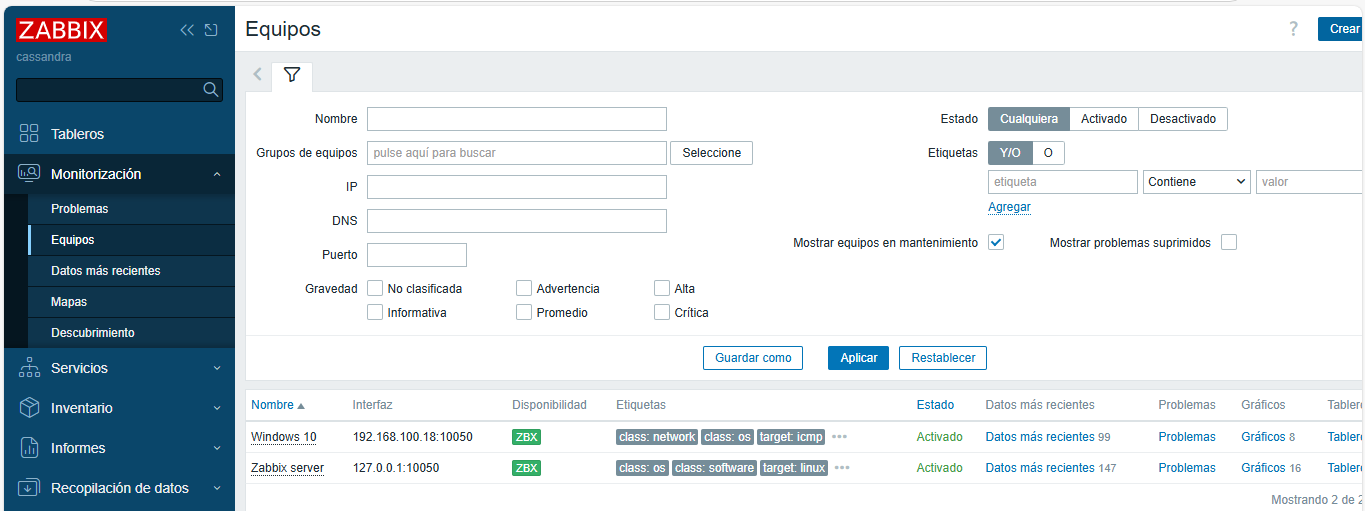 ZABBIX
cassandra
Tableros
Monitorización
Problemas
Equipos
Datos más recientes
Mapas
Descubrimiento
Servicios
Inventario
Informes
Recopilación de datos
Equipos
? Crear
Nombre
Grupos de equipos pulse aquí para buscar Seleccione
IP
DNS
Puerto
Gravedad No clasificada Advertencia Alta
Informativa Promedio Crítica
Estado Cualquiera Activado Desactivado
Etiquetas Y/O O
etiqueta Contiene valor
Agregar
Mostrar equipos en mantenimiento Mostrar problemas suprimidos
Guardar como Aplicar Restablecer
Nombre Interfaz Disponibilidad Etiquetas Estado Datos más recientes Problemas Gráficos Tablero
Windows 10 192.168.100.18:10050 ZBX class: network class: os target: icmp ••• Activado Datos más recientes 99 Problemas Gráficos 8 Tablero
Zabbix server 127.0.0.1:10050 ZBX class: os class: software target: linux ••• Activado Datos más recientes 147 Problemas Gráficos 16 Tablero
Mostrando 2 de 2